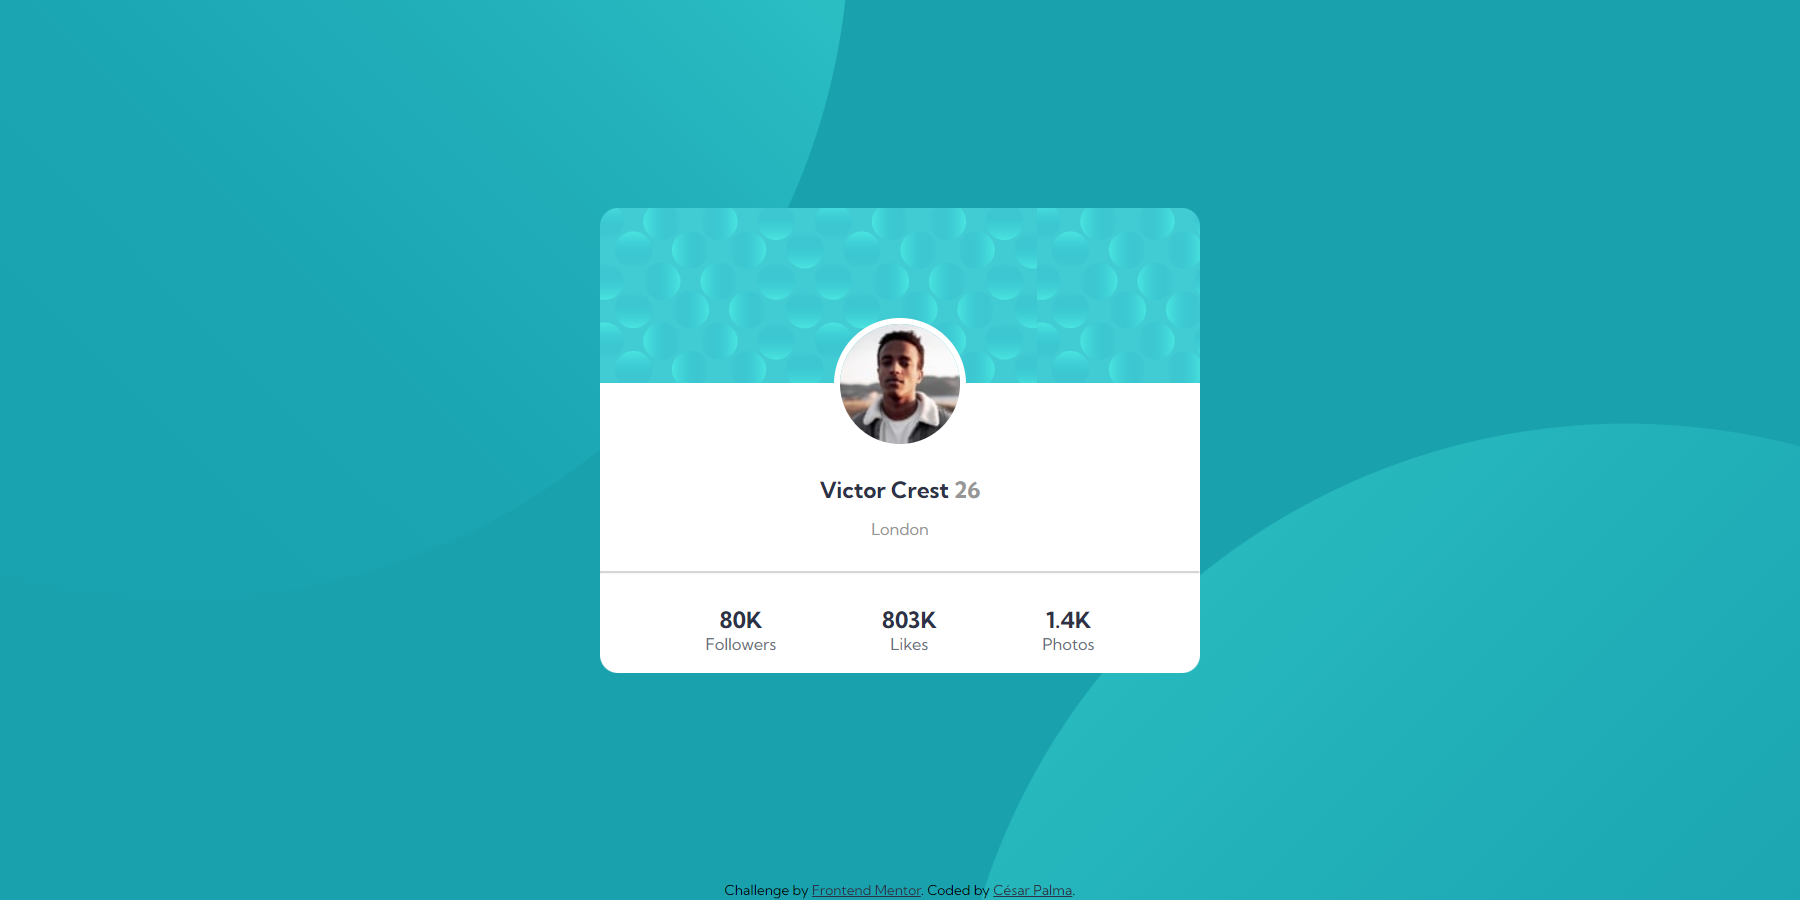 Victor Crest 26
London
80K 803K 1.4K
Followers Likes Photos
Challenge by Frontend Mentor. Coded by César Palma.